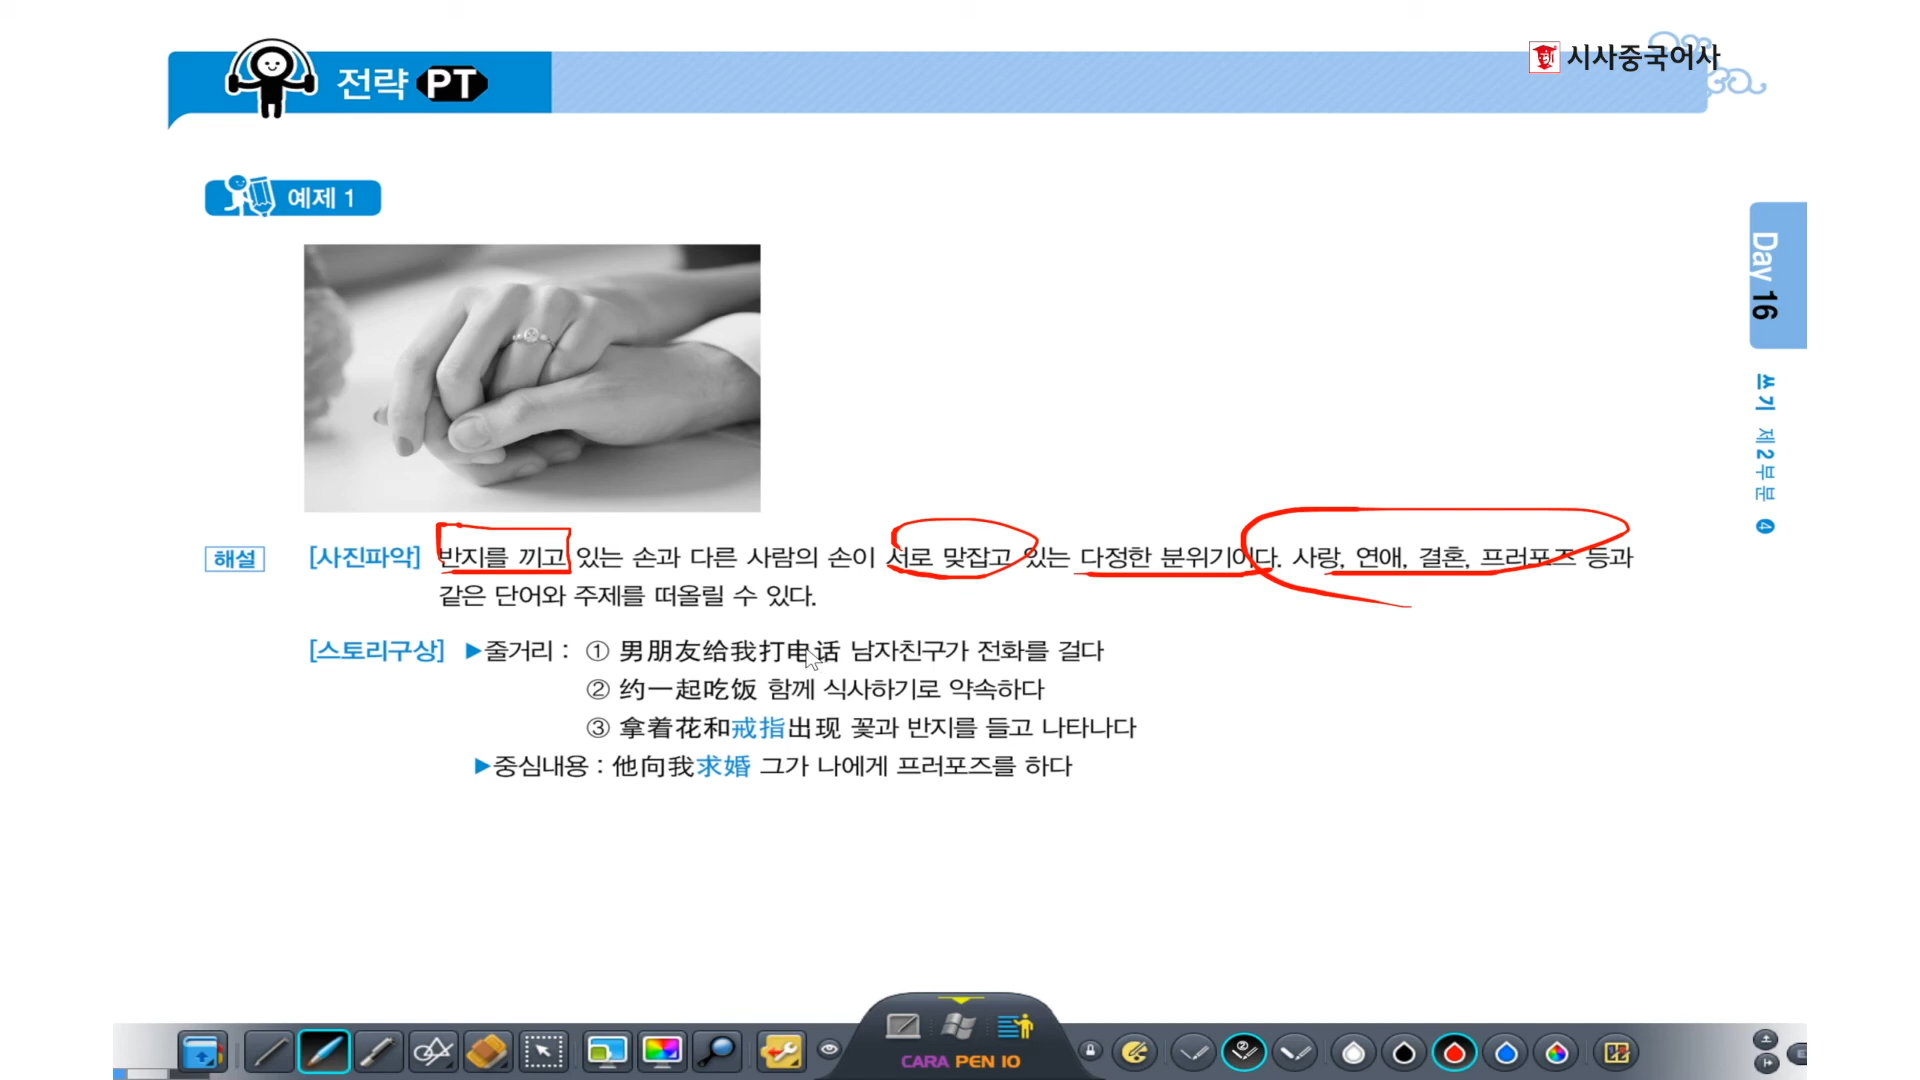 전략 PT
시사중국어사
예제 1
Day 16
쓰기 제2부분 ④
해설 [사진파악] 반지를 끼고 있는 손과 다른 사람의 손이 서로 맞잡고 있는 다정한 분위기이다. 사랑, 연애, 결혼, 프러포즈 등과
같은 단어와 주제를 떠올릴 수 있다.
[스토리구상] ▶줄거리 : ① 男朋友给我打电话 남자친구가 전화를 걸다
② 约一起吃饭 함께 식사하기로 약속하다
③ 拿着花和戒指出现 꽃과 반지를 들고 나타나다
▶중심내용 : 他向我求婚 그가 나에게 프러포즈를 하다
CARA PEN IO